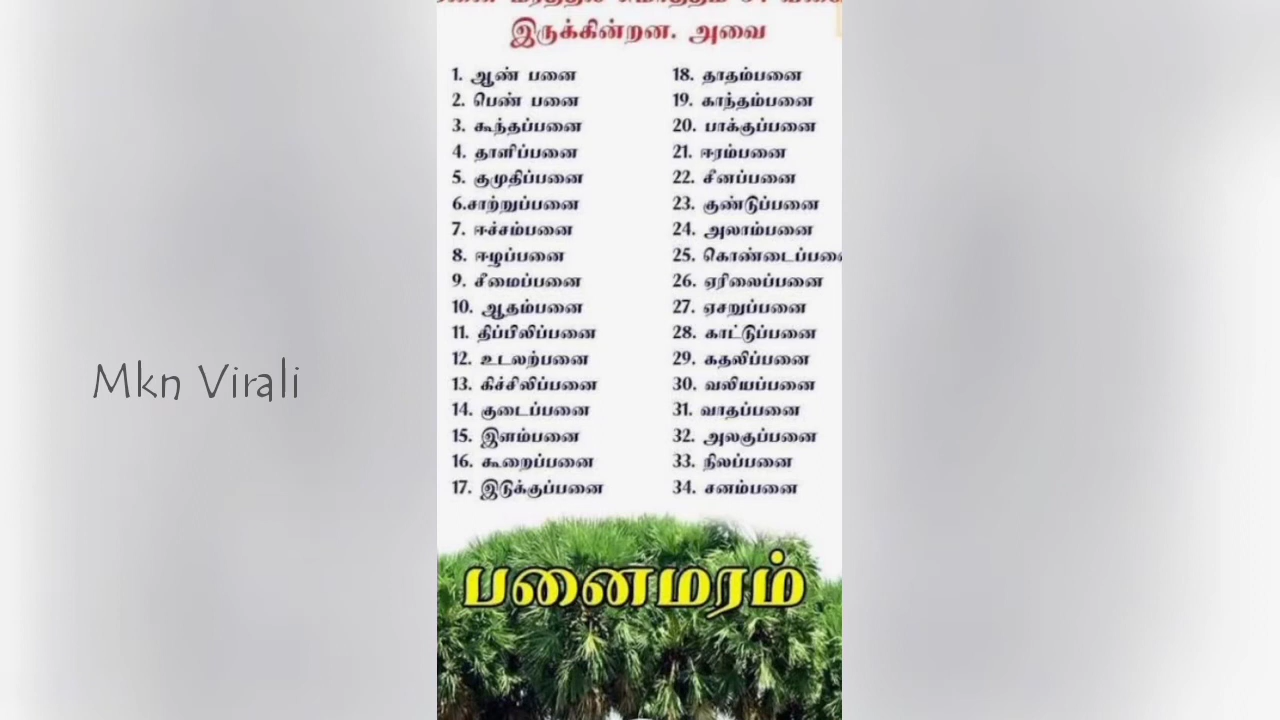 இருக்கின்றன. அவை
1. ஆண் பனை
2. பெண் பனை
3. கூந்தப்பனை
4. தாளிப்பனை
5. குமுதிப்பனை
6.சாற்றுப்பனை
7. ஈச்சம்பனை
8. ஈழப்பனை
9. சீமைப்பனை
10. ஆதம்பனை
11. திப்பிலிப்பனை
12. உடலற்பனை
13. கிச்சிலிப்பனை
14. குடைப்பனை
15. இளம்பனை
16. கூறைப்பனை
17. இடுக்குப்பனை
18. தாதம்பனை
19. காந்தம்பனை
20. பாக்குப்பனை
21. ஈரம்பனை
22. சீனப்பனை
23. குண்டுப்பனை
24. அலாம்பனை
25. கொண்டைப்பனை
26. ஏரிலைப்பனை
27. ஏசறுப்பனை
28. காட்டுப்பனை
29. கதலிப்பனை
30. வலியப்பனை
31. வாதப்பனை
32. அலகுப்பனை
33. நிலப்பனை
34. சனம்பனை
பனைமரம்
Mkn Virali